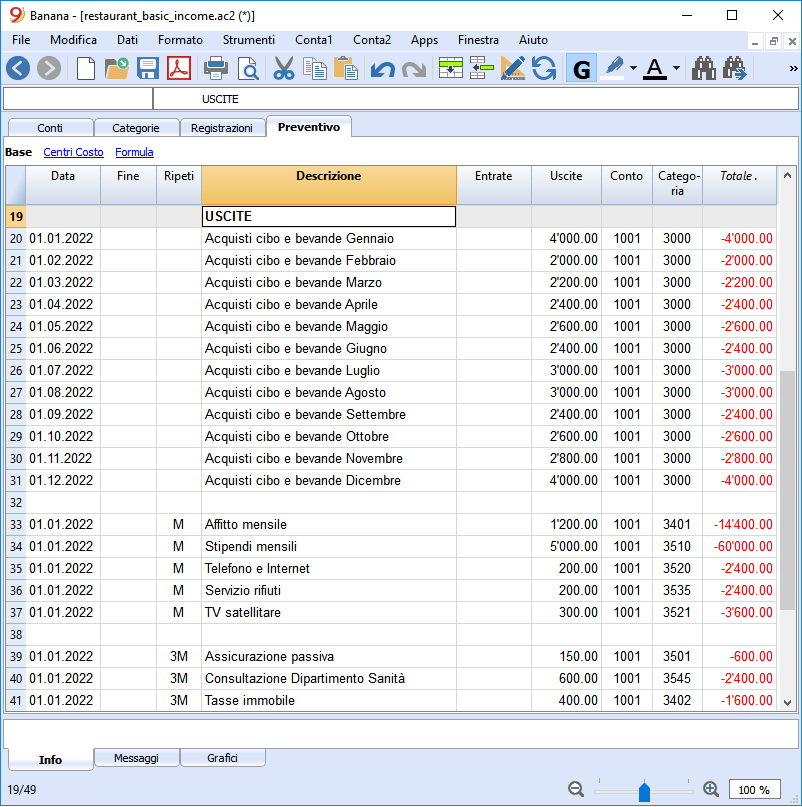 Banana - [restaurant_basic_income.ac2 (*)]
File Modifica Dati Formato Strumenti Conta1 Conta2 Apps Finestra Aiuto
G A »
USCITE
Conti Categorie Registrazioni Preventivo
Base Centri Costo Formula
Data Fine Ripeti Descrizione Entrate Uscite Conto Catego- Totale .
ria
19 USCITE
20 01.01.2022 Acquisti cibo e bevande Gennaio 4'000.00 1001 3000 -4'000.00
21 01.02.2022 Acquisti cibo e bevande Febbraio 2'000.00 1001 3000 -2'000.00
22 01.03.2022 Acquisti cibo e bevande Marzo 2'200.00 1001 3000 -2'200.00
23 01.04.2022 Acquisti cibo e bevande Aprile 2'400.00 1001 3000 -2'400.00
24 01.05.2022 Acquisti cibo e bevande Maggio 2'600.00 1001 3000 -2'600.00
25 01.06.2022 Acquisti cibo e bevande Giugno 2'400.00 1001 3000 -2'400.00
26 01.07.2022 Acquisti cibo e bevande Luglio 3'000.00 1001 3000 -3'000.00
27 01.08.2022 Acquisti cibo e bevande Agosto 3'000.00 1001 3000 -3'000.00
28 01.09.2022 Acquisti cibo e bevande Settembre 2'400.00 1001 3000 -2'400.00
29 01.10.2022 Acquisti cibo e bevande Ottobre 2'600.00 1001 3000 -2'600.00
30 01.11.2022 Acquisti cibo e bevande Novembre 2'800.00 1001 3000 -2'800.00
31 01.12.2022 Acquisti cibo e bevande Dicembre 4'000.00 1001 3000 -4'000.00
32
33 01.01.2022 M Affitto mensile 1'200.00 1001 3401 -14'400.00
34 01.01.2022 M Stipendi mensili 5'000.00 1001 3510 -60'000.00
35 01.01.2022 M Telefono e Internet 200.00 1001 3520 -2'400.00
36 01.01.2022 M Servizio rifiuti 200.00 1001 3535 -2'400.00
37 01.01.2022 M TV satellitare 300.00 1001 3521 -3'600.00
38
39 01.01.2022 3M Assicurazione passiva 150.00 1001 3501 -600.00
40 01.01.2022 3M Consultazione Dipartimento Sanità 600.00 1001 3545 -2'400.00
41 01.01.2022 3M Tasse immobile 400.00 1001 3402 -1'600.00
Info Messaggi Grafici
19/49 100 %